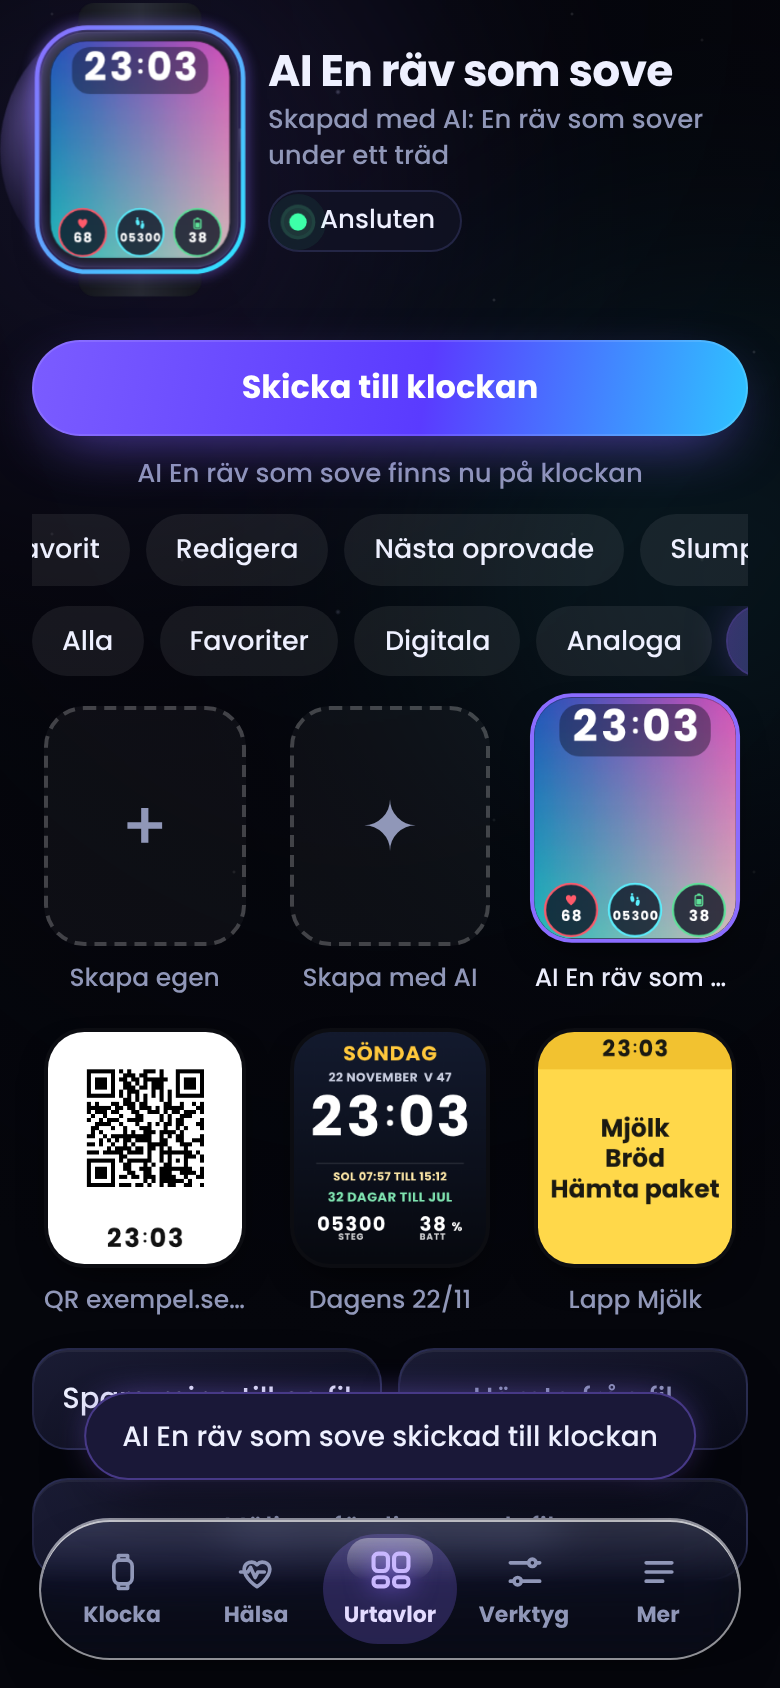 23:03
68
05300
38
AI En räv som sove
Skapad med AI: En räv som sover
under ett träd
Ansluten
Skicka till klockan
AI En räv som sove finns nu på klockan
avorit
Redigera
Nästa oprovade
Slump
Alla
Favoriter
Digitala
Analoga
23:03
68
05300
38
Skapa egen
Skapa med AI
AI En räv som ...
23:03
SÖNDAG
22 NOVEMBER V 47
23:03
SOL 07:57 TILL 15:12
32 DAGAR TILL JUL
05300
STEG
38 %
BATT
23:03
Mjölk
Bröd
Hämta paket
QR exempel.se...
Dagens 22/11
Lapp Mjölk
AI En räv som sove skickad till klockan
Klocka
Hälsa
Urtavlor
Verktyg
Mer